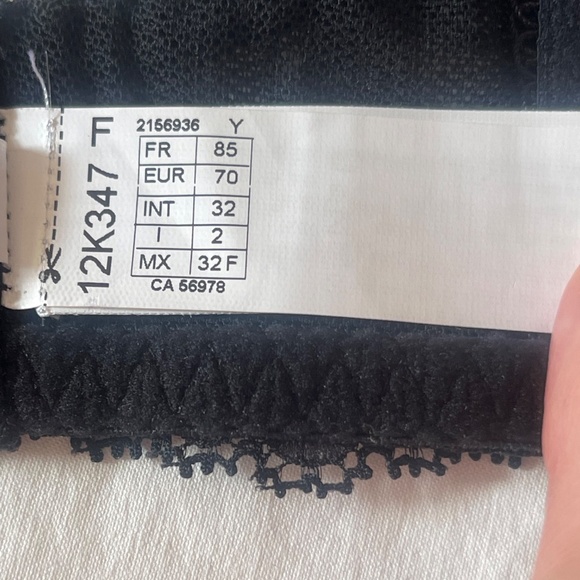 12K347 F
2156936 Y
FR 85
EUR 70
INT 32
I 2
MX 32 F
CA 56978